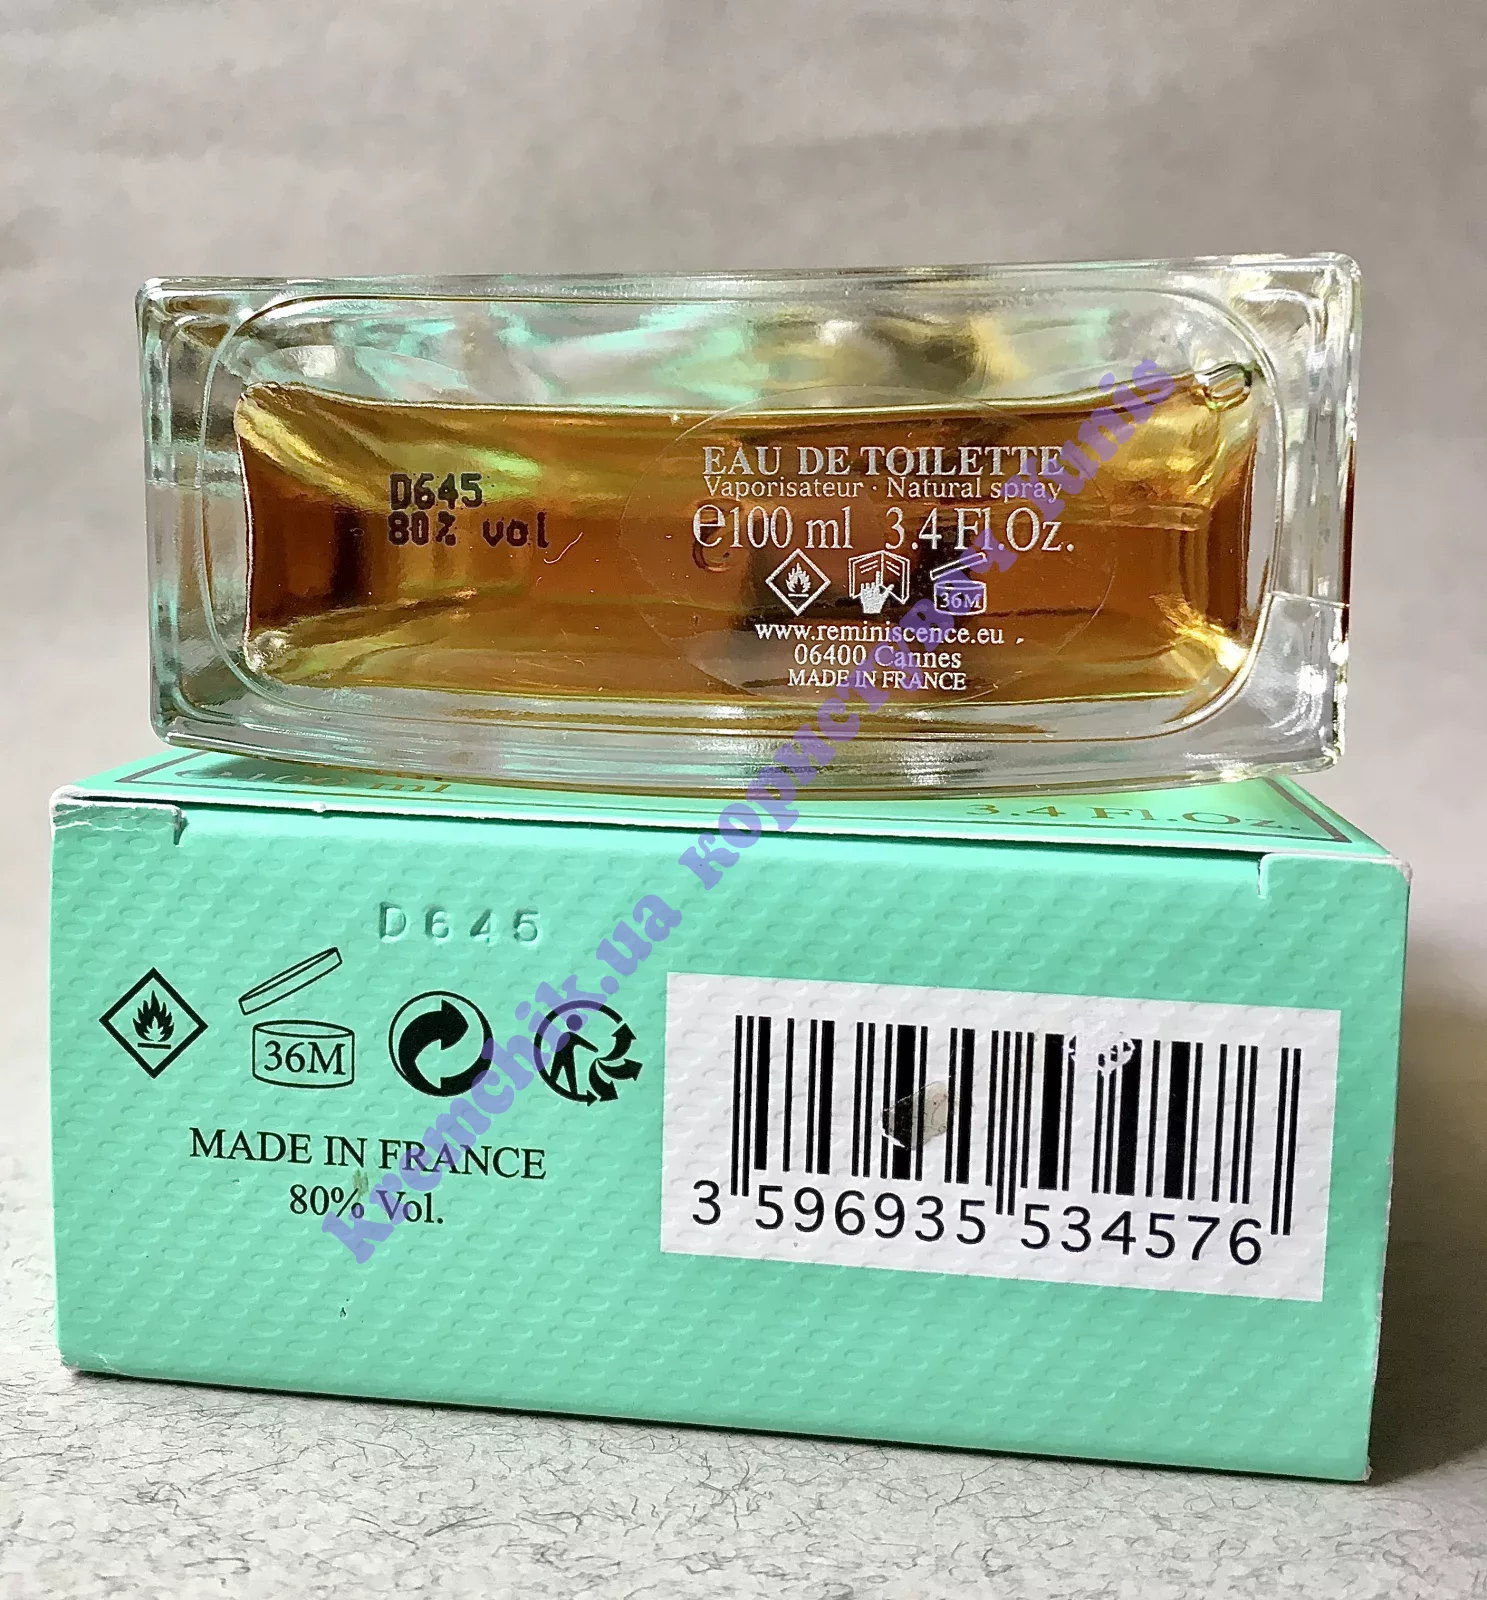 D645
80% vol
EAU DE TOILETTE
Vaporisateur · Natural spray
℮100 ml 3.4 Fl.Oz.
36M
www.reminiscence.eu
06400 Cannes
MADE IN FRANCE
3.4 Fl.Oz.
D645
36M
MADE IN FRANCE
80% Vol.
3 596935 534576
kremchik.ua користувач Yunis